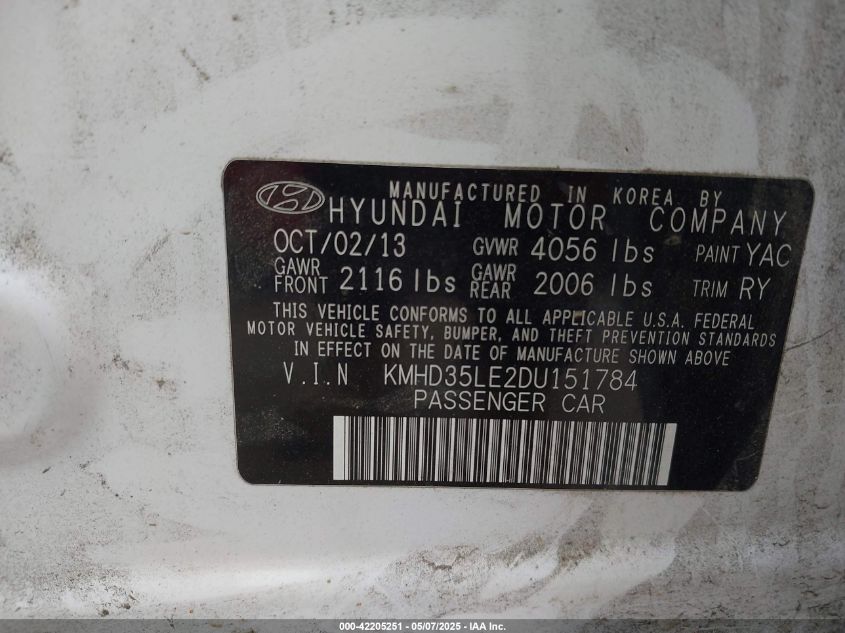 MANUFACTURED IN KOREA BY
HYUNDAI MOTOR COMPANY
OCT/02/13 GVWR 4056 lbs PAINT YAC
GAWR FRONT 2116 lbs GAWR REAR 2006 lbs TRIM RY
THIS VEHICLE CONFORMS TO ALL APPLICABLE U.S.A. FEDERAL
MOTOR VEHICLE SAFETY, BUMPER, AND THEFT PREVENTION STANDARDS
IN EFFECT ON THE DATE OF MANUFACTURE SHOWN ABOVE
V.I.N KMHD35LE2DU151784
PASSENGER CAR
000-42205251 - 05/07/2025 - IAA Inc.